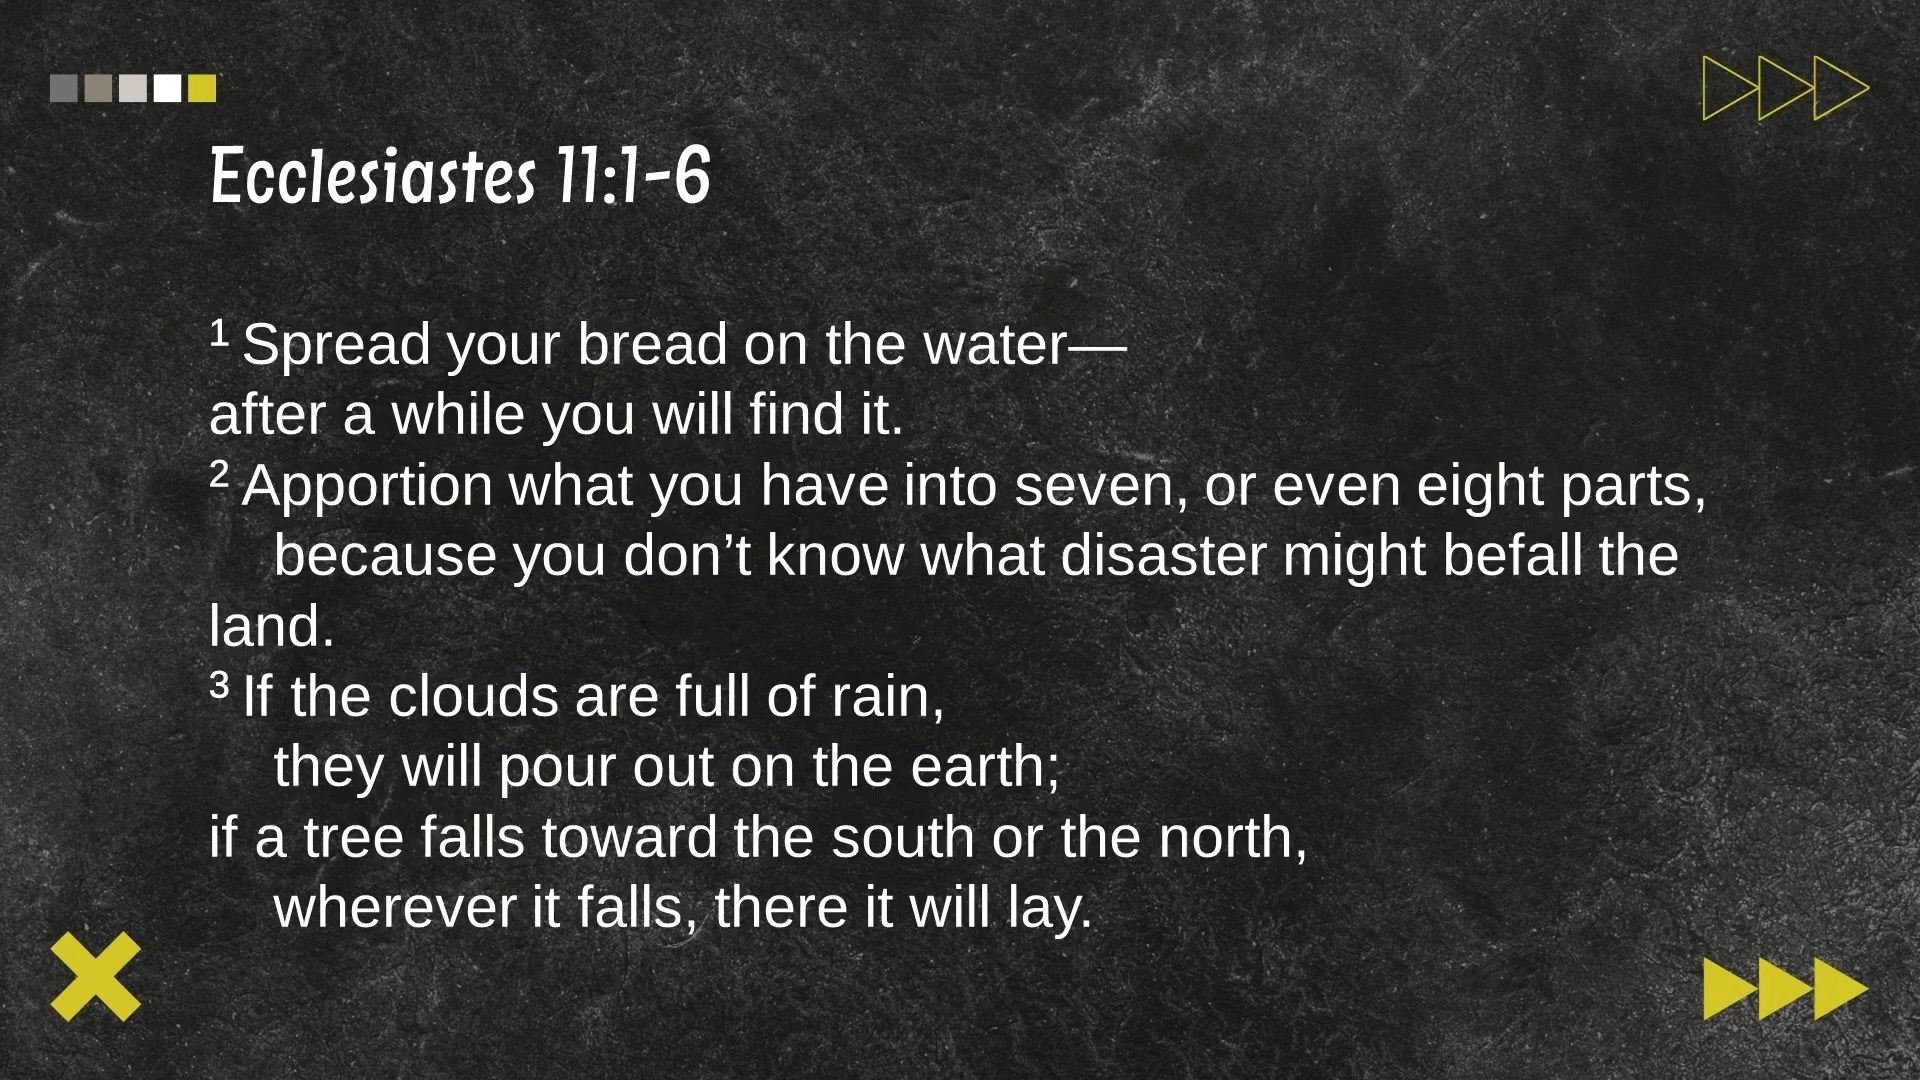 Ecclesiastes 11:1-6
¹ Spread your bread on the water—
after a while you will find it.
² Apportion what you have into seven, or even eight parts,
because you don’t know what disaster might befall the
land.
³ If the clouds are full of rain,
they will pour out on the earth;
if a tree falls toward the south or the north,
wherever it falls, there it will lay.